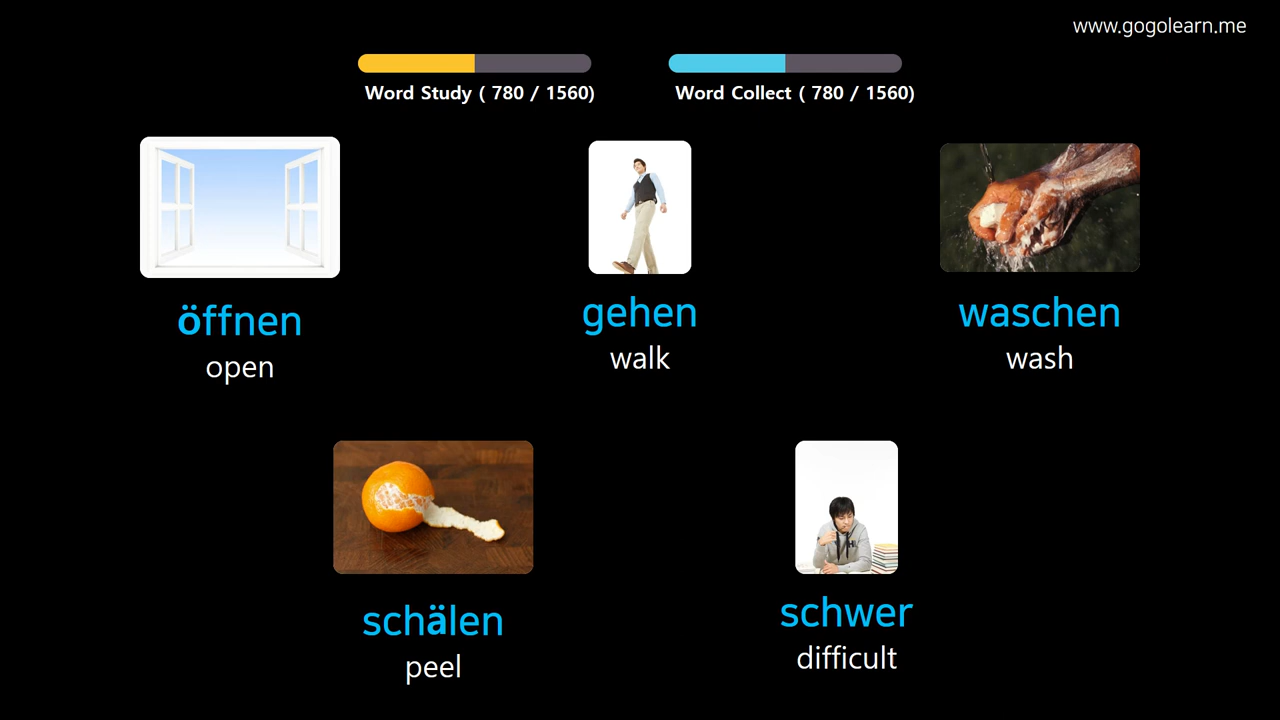 www.gogolearn.me
Word Study ( 780 / 1560)
Word Collect ( 780 / 1560)
öffnen
open
gehen
walk
waschen
wash
schälen
peel
schwer
difficult